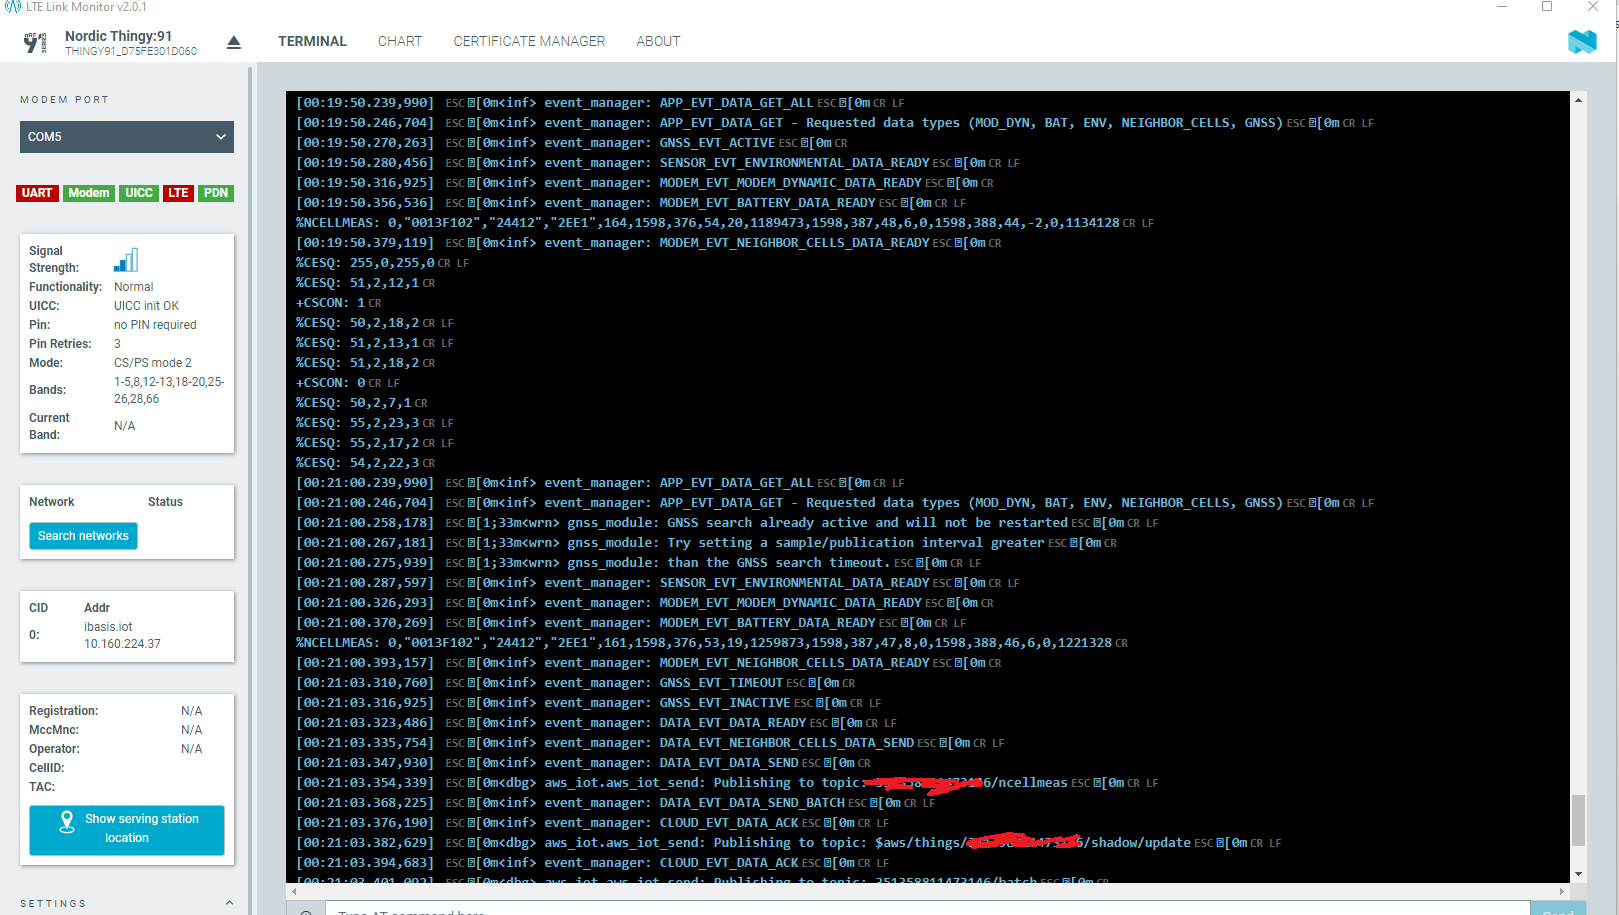 LTE Link Monitor v2.0.1
Nordic Thingy:91
THINGY91_D75FE301D060
TERMINAL
CHART
CERTIFICATE MANAGER
ABOUT
MODEM PORT
COM5
UART Modem UICC LTE PDN
Signal Strength:
Functionality: Normal
UICC: UICC init OK
Pin: no PIN required
Pin Retries: 3
Mode: CS/PS mode 2
Bands: 1-5,8,12-13,18-20,25-
26,28,66
Current Band: N/A
Network Status
Search networks
CID Addr
0: ibasis.iot
10.160.224.37
Registration: N/A
MccMnc: N/A
Operator: N/A
CellID:
TAC:
Show serving station
location
SETTINGS
[00:19:50.239,990] ESC[0m<inf> event_manager: APP_EVT_DATA_GET_ALL ESC[0m CR LF
[00:19:50.246,704] ESC[0m<inf> event_manager: APP_EVT_DATA_GET - Requested data types (MOD_DYN, BAT, ENV, NEIGHBOR_CELLS, GNSS) ESC[0m CR LF
[00:19:50.270,263] ESC[0m<inf> event_manager: GNSS_EVT_ACTIVE ESC[0m CR
[00:19:50.280,456] ESC[0m<inf> event_manager: SENSOR_EVT_ENVIRONMENTAL_DATA_READY ESC[0m CR LF
[00:19:50.316,925] ESC[0m<inf> event_manager: MODEM_EVT_MODEM_DYNAMIC_DATA_READY ESC[0m CR
[00:19:50.356,536] ESC[0m<inf> event_manager: MODEM_EVT_BATTERY_DATA_READY ESC[0m CR LF
%NCELLMEAS: 0,"0013F102","24412","2EE1",164,1598,376,54,20,1189473,1598,387,48,6,0,1598,388,44,-2,0,1134128 CR LF
[00:19:50.379,119] ESC[0m<inf> event_manager: MODEM_EVT_NEIGHBOR_CELLS_DATA_READY ESC[0m CR
%CESQ: 255,0,255,0 CR LF
%CESQ: 51,2,12,1 CR
+CSCON: 1 CR
%CESQ: 50,2,18,2 CR LF
%CESQ: 51,2,13,1 CR LF
%CESQ: 51,2,18,2 CR
+CSCON: 0 CR LF
%CESQ: 50,2,7,1 CR
%CESQ: 55,2,23,3 CR LF
%CESQ: 55,2,17,2 CR LF
%CESQ: 54,2,22,3 CR
[00:21:00.239,990] ESC[0m<inf> event_manager: APP_EVT_DATA_GET_ALL ESC[0m CR LF
[00:21:00.246,704] ESC[0m<inf> event_manager: APP_EVT_DATA_GET - Requested data types (MOD_DYN, BAT, ENV, NEIGHBOR_CELLS, GNSS) ESC[0m CR LF
[00:21:00.258,178] ESC[1;33m<wrn> gnss_module: GNSS search already active and will not be restarted ESC[0m CR LF
[00:21:00.267,181] ESC[1;33m<wrn> gnss_module: Try setting a sample/publication interval greater ESC[0m CR
[00:21:00.275,939] ESC[1;33m<wrn> gnss_module: than the GNSS search timeout. ESC[0m CR LF
[00:21:00.287,597] ESC[0m<inf> event_manager: SENSOR_EVT_ENVIRONMENTAL_DATA_READY ESC[0m CR LF
[00:21:00.326,293] ESC[0m<inf> event_manager: MODEM_EVT_MODEM_DYNAMIC_DATA_READY ESC[0m CR
[00:21:00.370,269] ESC[0m<inf> event_manager: MODEM_EVT_BATTERY_DATA_READY ESC[0m CR LF
%NCELLMEAS: 0,"0013F102","24412","2EE1",161,1598,376,53,19,1259873,1598,387,47,8,0,1598,388,46,6,0,1221328 CR
[00:21:00.393,157] ESC[0m<inf> event_manager: MODEM_EVT_NEIGHBOR_CELLS_DATA_READY ESC[0m CR
[00:21:03.310,760] ESC[0m<inf> event_manager: GNSS_EVT_TIMEOUT ESC[0m CR
[00:21:03.316,925] ESC[0m<inf> event_manager: GNSS_EVT_INACTIVE ESC[0m CR LF
[00:21:03.323,486] ESC[0m<inf> event_manager: DATA_EVT_DATA_READY ESC[0m CR LF
[00:21:03.335,754] ESC[0m<inf> event_manager: DATA_EVT_NEIGHBOR_CELLS_DATA_SEND ESC[0m CR LF
[00:21:03.347,930] ESC[0m<inf> event_manager: DATA_EVT_DATA_SEND ESC[0m CR
[00:21:03.354,339] ESC[0m<dbg> aws_iot.aws_iot_send: Publishing to topic: /ncellmeas ESC[0m CR LF
[00:21:03.368,225] ESC[0m<inf> event_manager: DATA_EVT_DATA_SEND_BATCH ESC[0m CR LF
[00:21:03.376,190] ESC[0m<inf> event_manager: CLOUD_EVT_DATA_ACK ESC[0m CR LF
[00:21:03.382,629] ESC[0m<dbg> aws_iot.aws_iot_send: Publishing to topic: $aws/things/ /shadow/update ESC[0m CR LF
[00:21:03.394,683] ESC[0m<inf> event_manager: CLOUD_EVT_DATA_ACK ESC[0m CR LF
[00:21:03.401,092] ESC[0m<dbg> aws_iot.aws_iot_send: Publishing to topic: 351358811473146/batch ESC[0m CR
Type AT command here
Send